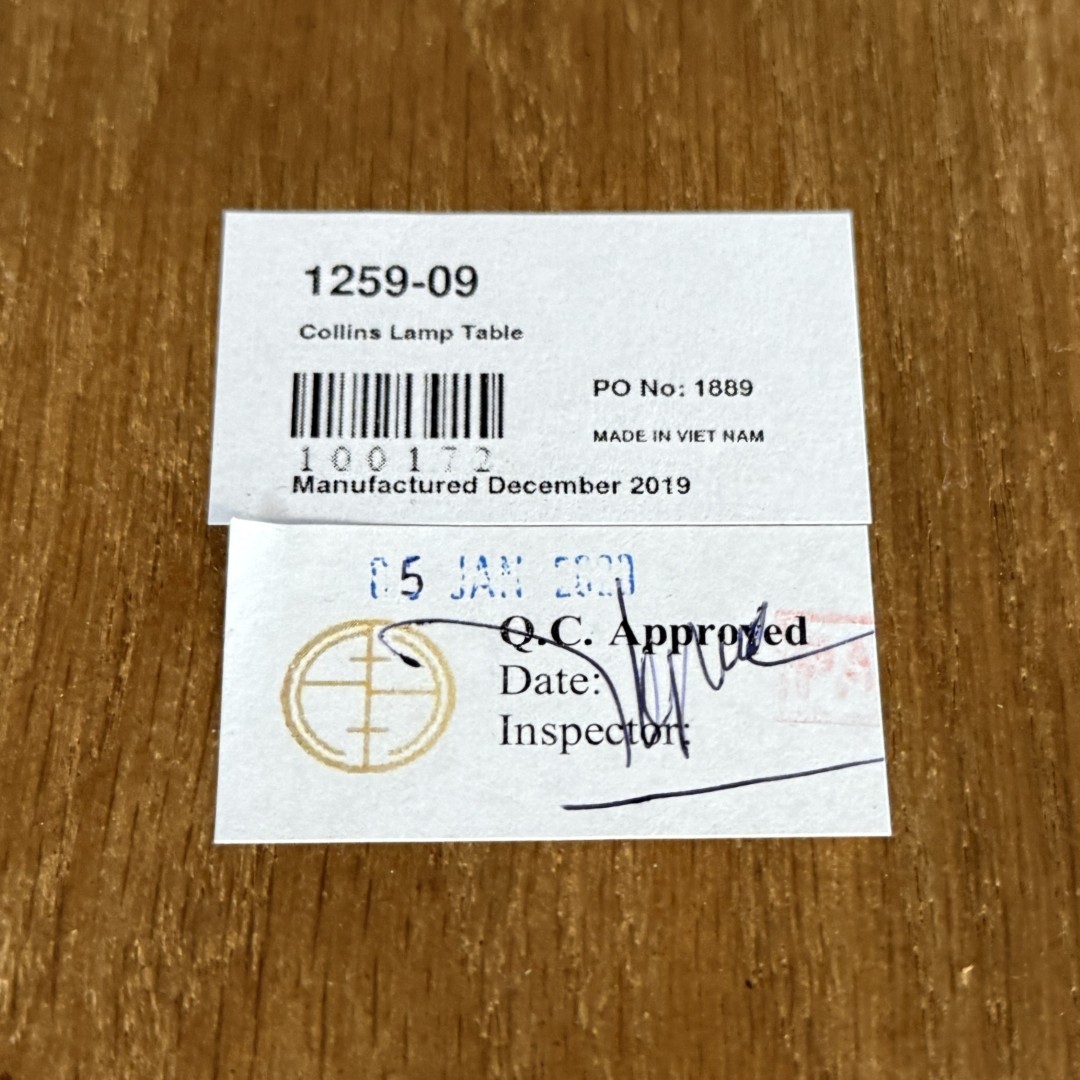 1259-09
Collins Lamp Table
PO No: 1889
MADE IN VIET NAM
100172
Manufactured December 2019
05 JAN 2020
Q.C. Approved
Date:
Inspector: